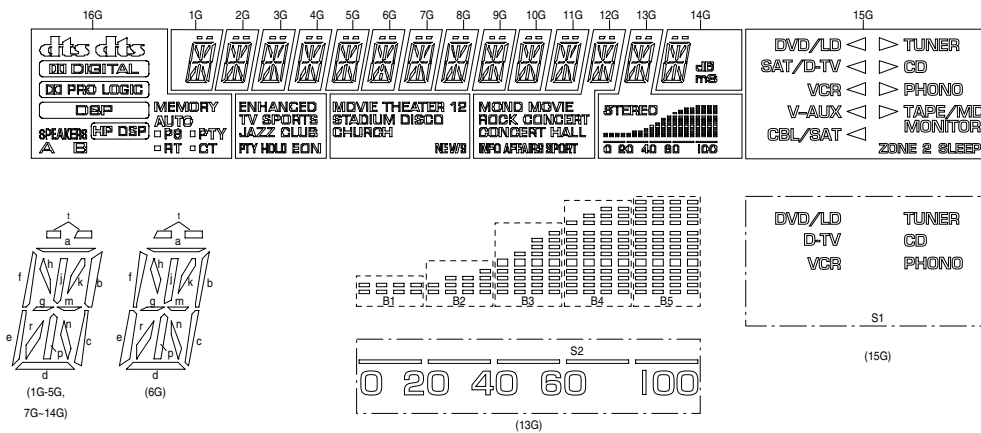 16G 1G 2G 3G 4G 5G 6G 7G 8G 9G 10G 11G 12G 13G 14G 15G
dts dts
DIGITAL
PRO LOGIC
DSP
MEMORY
AUTO
SPEAKERS HP DSP PS PTY
A B RT CT
dB
mS
ENHANCED
TV SPORTS
JAZZ CLUB
PTY HOLD EON
MOVIE THEATER 12
STADIUM DISCO
CHURCH
NEWS
MONO MOVIE
ROCK CONCERT
CONCERT HALL
INFO AFFAIRS SPORT
STEREO
0 20 40 60 100
DVD/LD TUNER
SAT/D-TV CD
VCR PHONO
V-AUX TAPE/MD
MONITOR
CBL/SAT
ZONE 2 SLEEP
t
a
f h j k b
g m
e r p n c
d
(1G-5G,
7G~14G)
t
a
f h j k b
g m
e r p n c
d
(6G)
B1 B2 B3 B4 B5
S2
0 20 40 60 100
(13G)
DVD/LD TUNER
D-TV CD
VCR PHONO
S1
(15G)